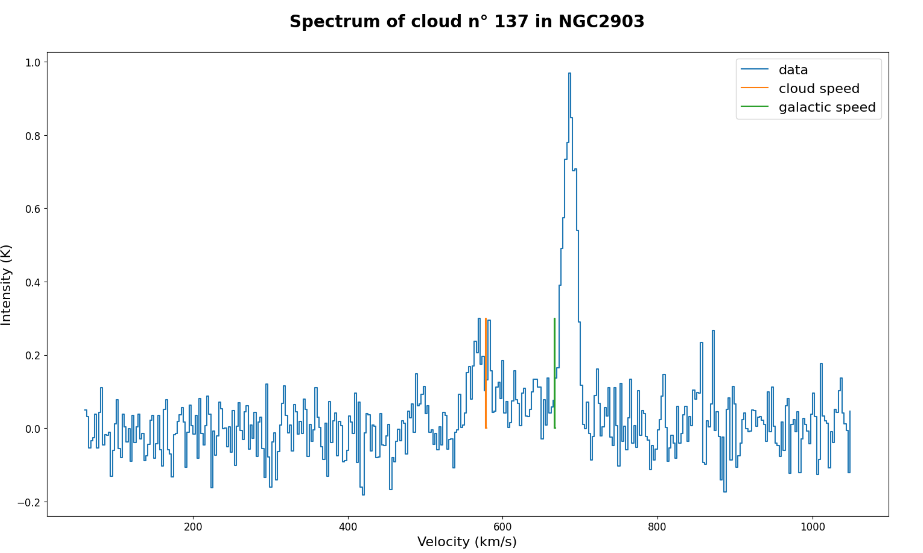 Spectrum of cloud n° 137 in NGC2903
data
cloud speed
galactic speed
Intensity (K)
1.0
0.8
0.6
0.4
0.2
0.0
−0.2
200 400 600 800 1000
Velocity (km/s)